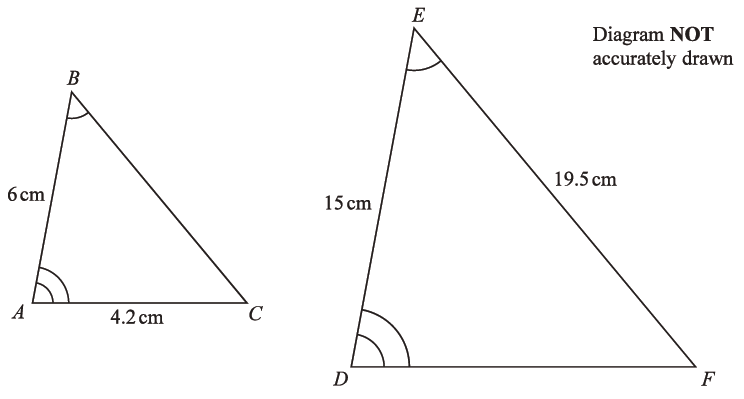 E
Diagram NOT
accurately drawn
B
19.5 cm
6 cm
15 cm
A
4.2 cm
C
D
F